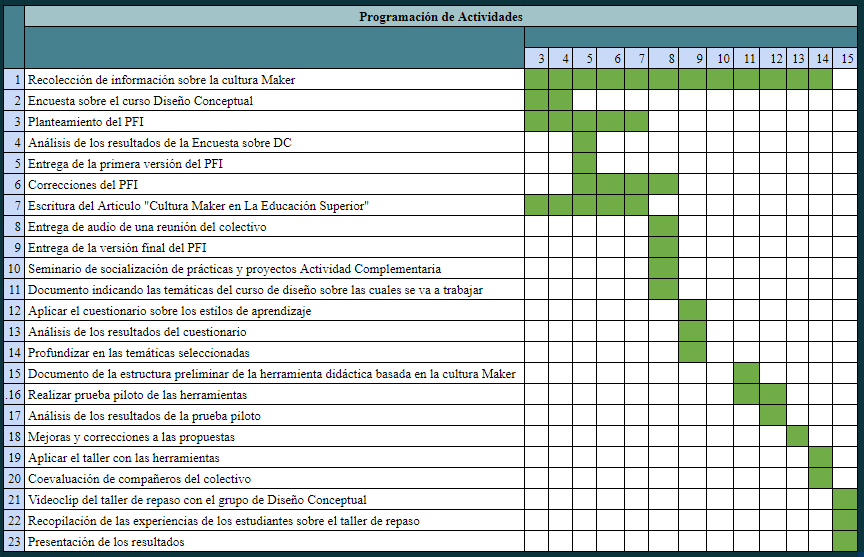 Programación de Actividades
3 4 5 6 7 8 9 10 11 12 13 14 15
1 Recolección de información sobre la cultura Maker
2 Encuesta sobre el curso Diseño Conceptual
3 Planteamiento del PFI
4 Análisis de los resultados de la Encuesta sobre DC
5 Entrega de la primera versión del PFI
6 Correcciones del PFI
7 Escritura del Articulo "Cultura Maker en La Educación Superior"
8 Entrega de audio de una reunión del colectivo
9 Entrega de la versión final del PFI
10 Seminario de socialización de prácticas y proyectos Actividad Complementaria
11 Documento indicando las temáticas del curso de diseño sobre las cuales se va a trabajar
12 Aplicar el cuestionario sobre los estilos de aprendizaje
13 Análisis de los resultados del cuestionario
14 Profundizar en las temáticas seleccionadas
15 Documento de la estructura preliminar de la herramienta didáctica basada en la cultura Maker
.16 Realizar prueba piloto de las herramientas
17 Análisis de los resultados de la prueba piloto
18 Mejoras y correcciones a las propuestas
19 Aplicar el taller con las herramientas
20 Coevaluación de compañeros del colectivo
21 Videoclip del taller de repaso con el grupo de Diseño Conceptual
22 Recopilación de las experiencias de los estudiantes sobre el taller de repaso
23 Presentación de los resultados